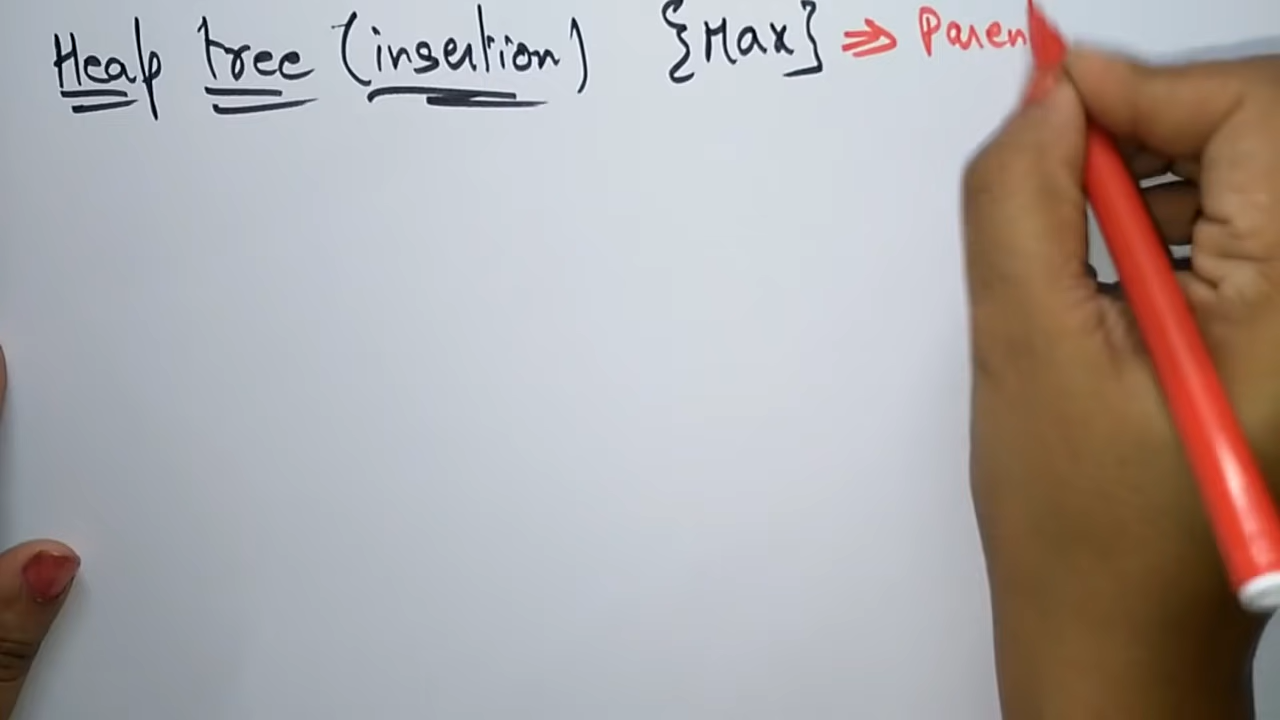 Heap tree (insertion) {Max} ⇒ Paren